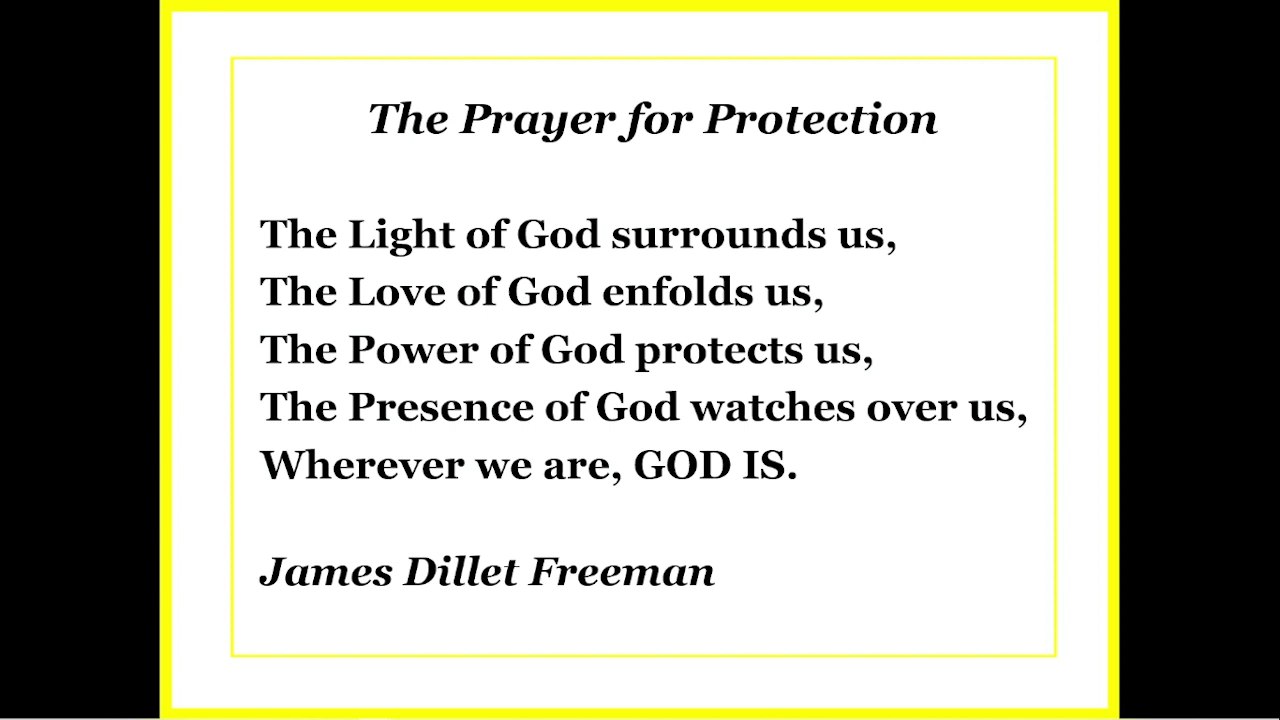 The Prayer for Protection
The Light of God surrounds us,
The Love of God enfolds us,
The Power of God protects us,
The Presence of God watches over us,
Wherever we are, GOD IS.
James Dillet Freeman